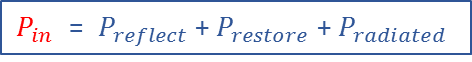 P_in = P_reflect + P_restore + P_radiated